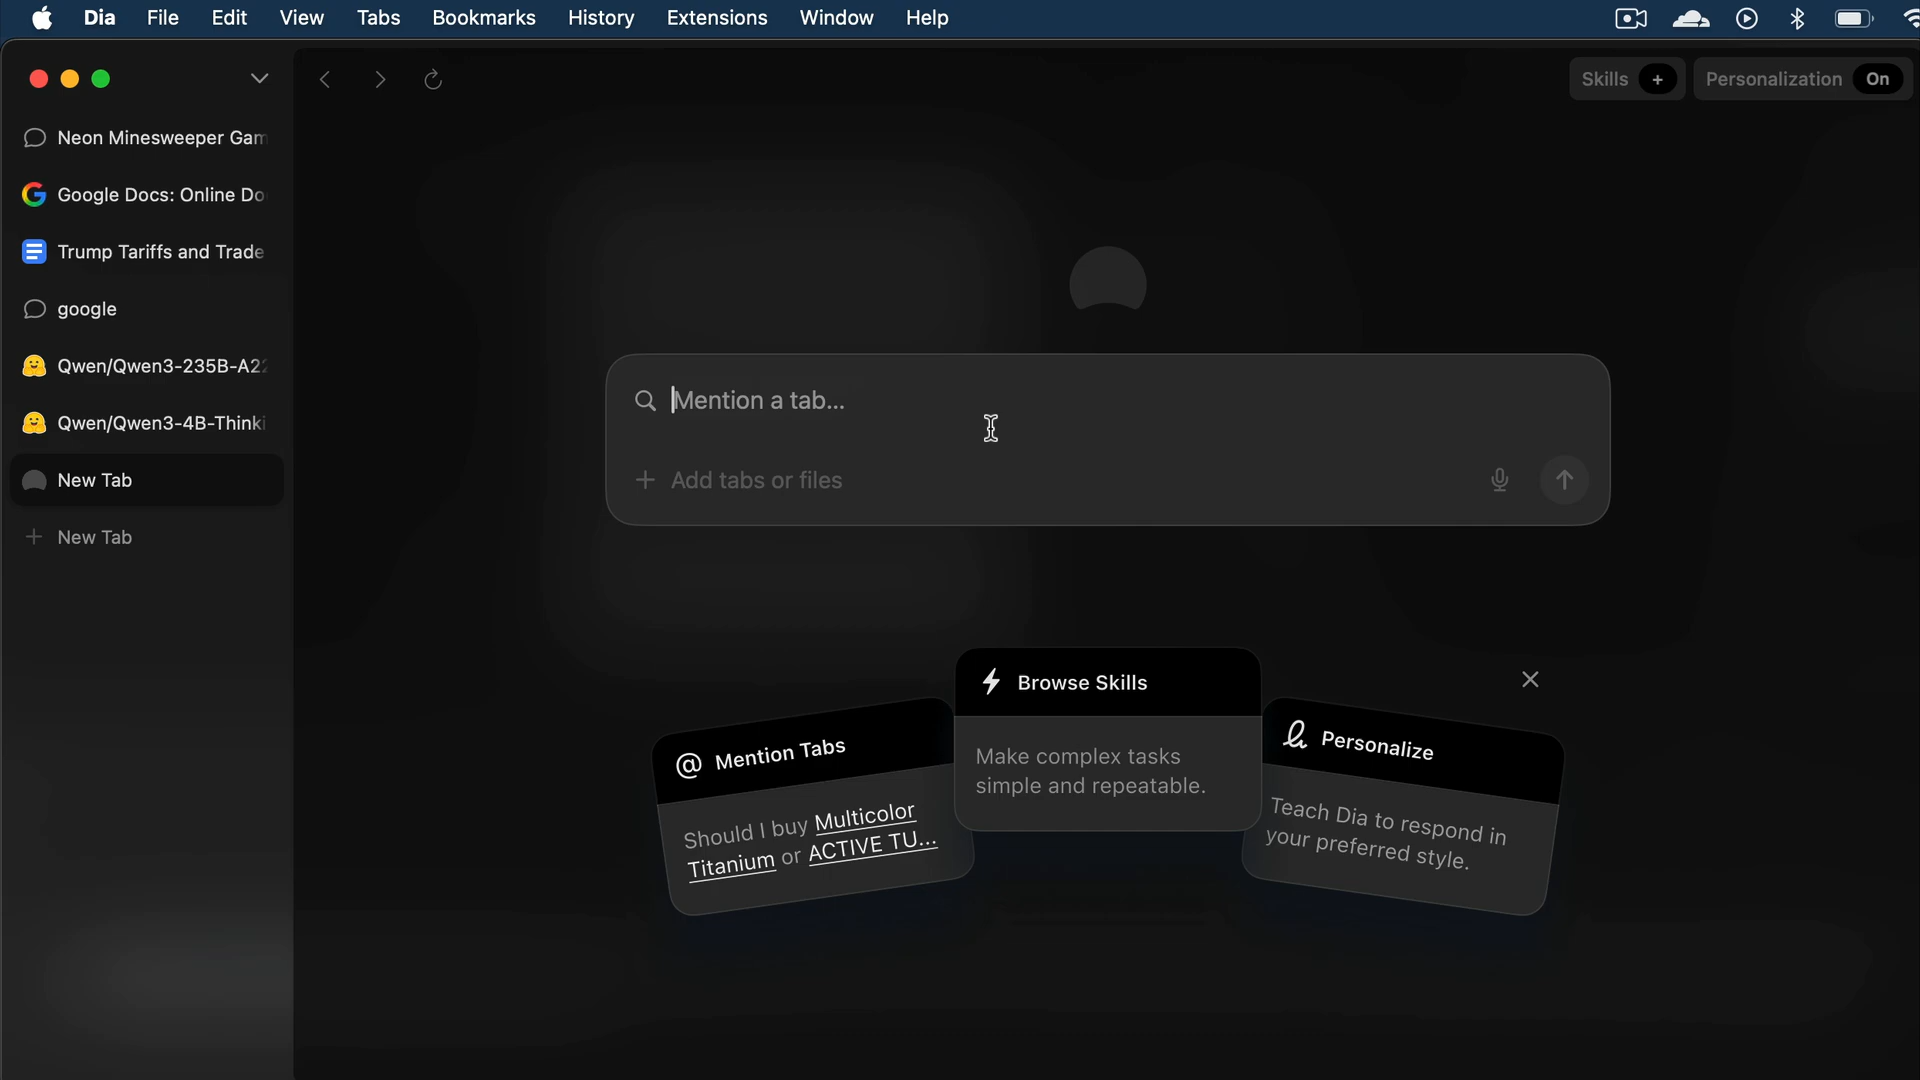 Dia File Edit View Tabs Bookmarks History Extensions Window Help
Skills + Personalization On
Neon Minesweeper Gam
Google Docs: Online Do
Trump Tariffs and Trade
google
Qwen/Qwen3-235B-A22
Qwen/Qwen3-4B-Thinki
New Tab
+ New Tab
Mention a tab...
+ Add tabs or files
@ Mention Tabs
Should I buy Multicolor
Titanium or ACTIVE TU...
Browse Skills
Make complex tasks
simple and repeatable.
Personalize
Teach Dia to respond in
your preferred style.